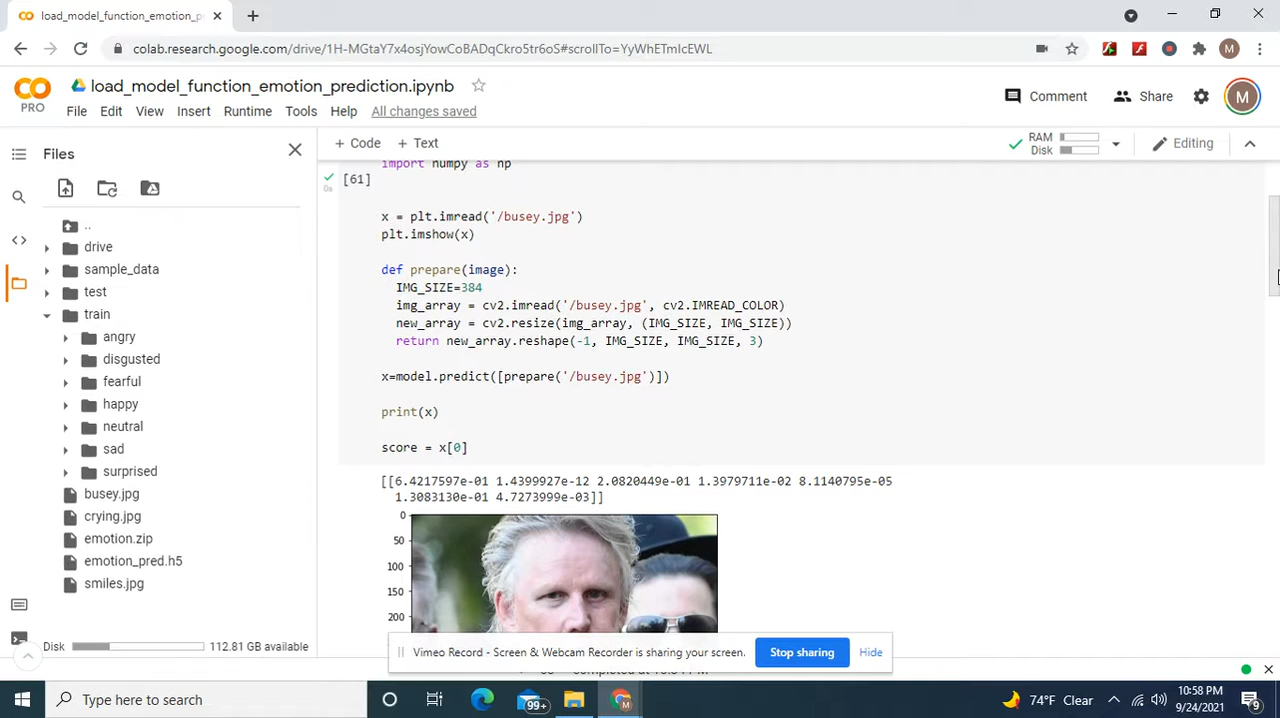 load_model_function_emotion_pr
colab.research.google.com/drive/1H-MGtaY7x4osjYowCoBADqCkro5tr6oS#scrollTo=YyWhETmIcEWL
M
CO
PRO
load_model_function_emotion_prediction.ipynb
Comment
Share
M
File Edit View Insert Runtime Tools Help All changes saved
Files
+ Code + Text
RAM
Disk
Editing
import numpy as np
[61]
0s
..
x = plt.imread('/busey.jpg')
plt.imshow(x)
drive
sample_data
test
train
angry
disgusted
fearful
happy
neutral
sad
surprised
busey.jpg
crying.jpg
emotion.zip
emotion_pred.h5
smiles.jpg
def prepare(image):
IMG_SIZE=384
img_array = cv2.imread('/busey.jpg', cv2.IMREAD_COLOR)
new_array = cv2.resize(img_array, (IMG_SIZE, IMG_SIZE))
return new_array.reshape(-1, IMG_SIZE, IMG_SIZE, 3)
x=model.predict([prepare('/busey.jpg')])
print(x)
score = x[0]
[[6.4217597e-01 1.4399927e-12 2.0820449e-01 1.3979711e-02 8.1140795e-05
1.3083130e-01 4.7273999e-03]]
0
50
100
150
200
Disk
112.81 GB available
Vimeo Record - Screen & Webcam Recorder is sharing your screen.
Stop sharing
Hide
Type here to search
99+
74°F Clear
10:58 PM
9/24/2021
9